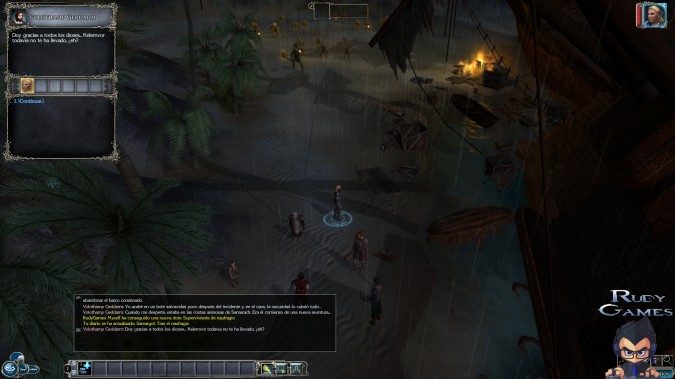 Volothamp Geddarm
Doy gracias a todos los dioses... Kelemvor
todavía no te ha llevado, ¿eh?
1. (Continuar.)
abandonar el barco condenado.
Volothamp Geddarm: Yo acabé en un bote salvavidas poco después del incidente y, en el caos, la oscuridad lo cubrió todo...
Volothamp Geddarm: Cuando me desperté, estaba en las costas arenosas de Samarach. Era el comienzo de una nueva aventura...
RudyGames Myself ha conseguido una nueva dote: Superviviente de naufragio
Tu diario se ha actualizado: Samargol: Tras el naufragio
Volothamp Geddarm: Doy gracias a todos los dioses... Kelemvor todavía no te ha llevado, ¿eh?
Rudy
Games